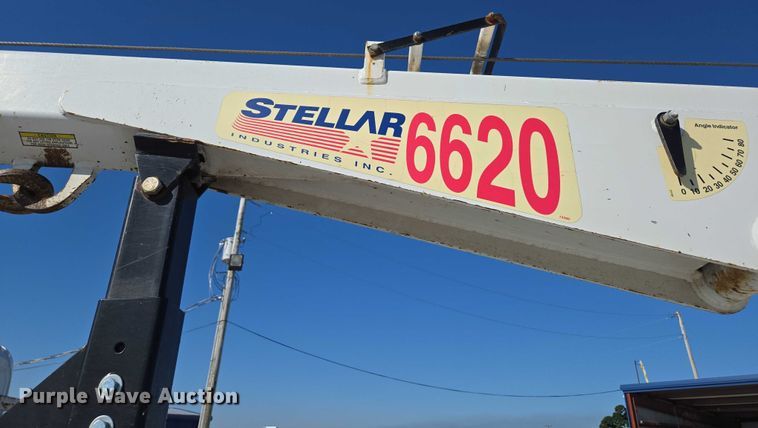 STELLAR
INDUSTRIES INC.
6620
Angle Indicator
0 10 20 30 40 50 60 70 80
Purple Wave Auction